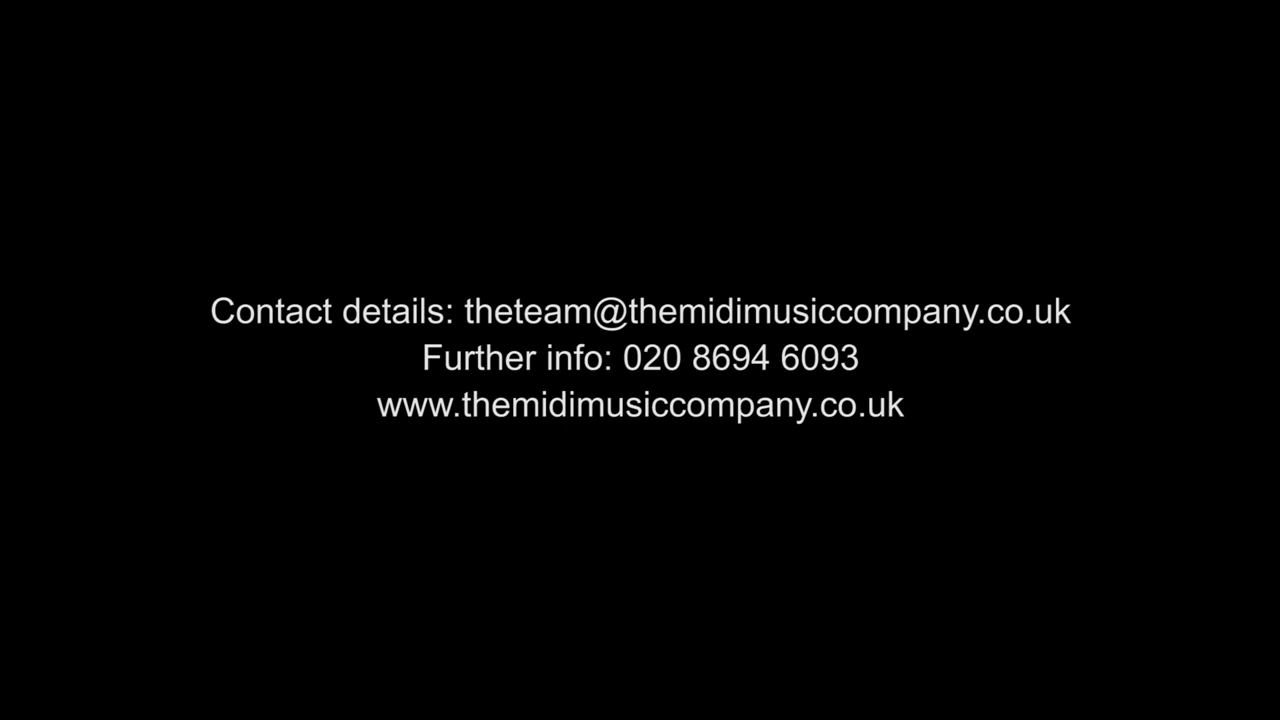 Contact details: theteam@themidimusiccompany.co.uk
Further info: 020 8694 6093
www.themidimusiccompany.co.uk